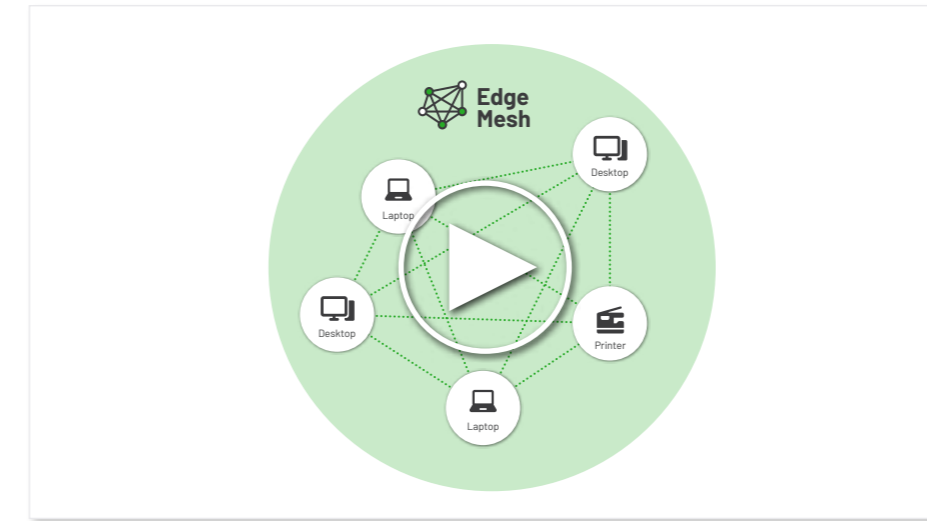 Edge
Mesh
Desktop
Laptop
Desktop
Printer
Laptop